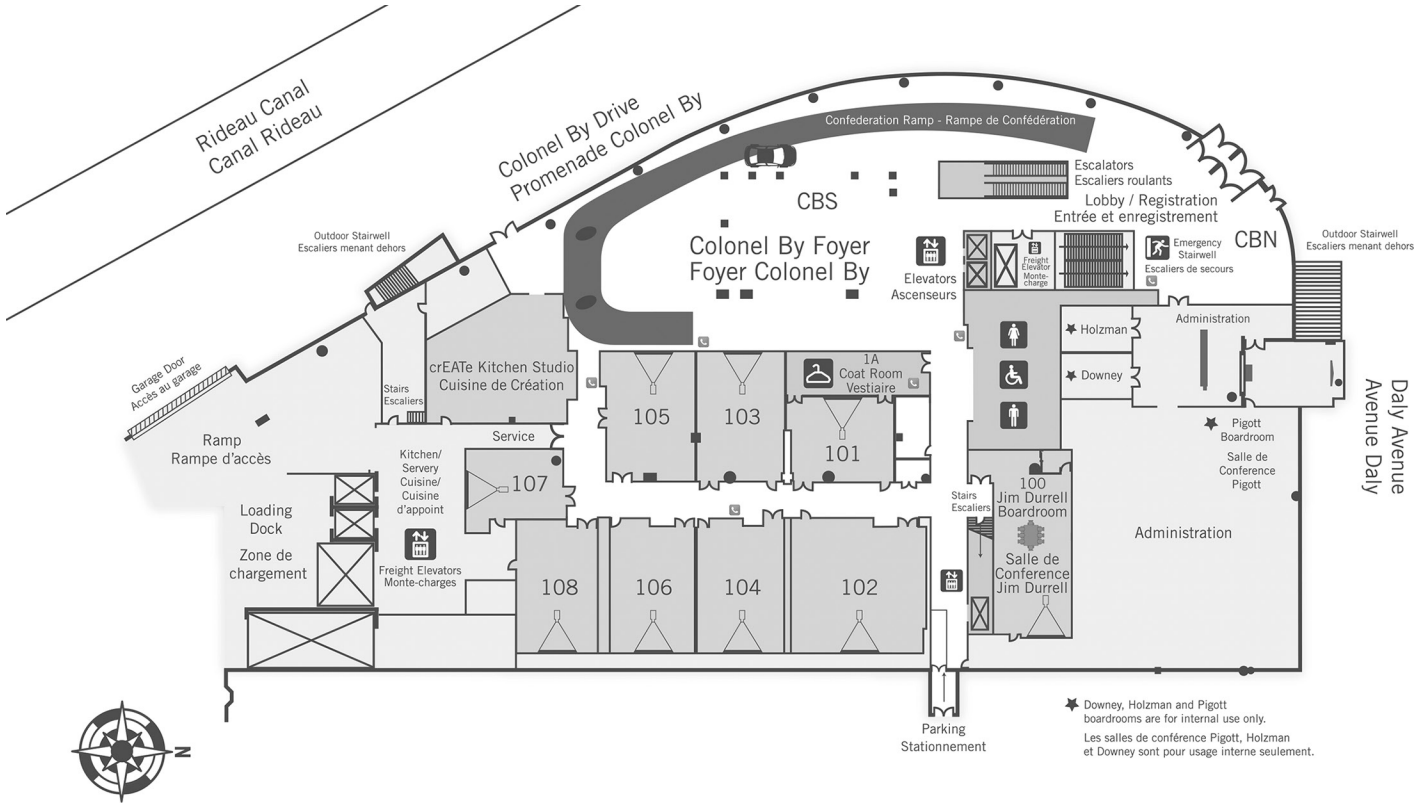 Rideau Canal
Canal Rideau
Colonel By Drive
Promenade Colonel By
Confederation Ramp - Rampe de Confédération
Escalators
Escaliers roulants
CBS
Lobby / Registration
Entrée et enregistrement
CBN
Outdoor Stairwell
Escaliers menant dehors
Outdoor Stairwell
Escaliers menant dehors
Colonel By Foyer
Foyer Colonel By
Elevators
Ascenseurs
Freight
Elevator
Monte-
charge
Emergency
Stairwell
Escaliers de secours
Administration
Holzman
Downey
Garage Door
Accès au garage
crEATe Kitchen Studio
Cuisine de Création
Stairs
Escaliers
1A
Coat Room
Vestiaire
105
103
101
Daly Avenue
Avenue Daly
Pigott
Boardroom
Salle de
Conference
Pigott
Ramp
Rampe d'accès
Service
Kitchen/
Servery
Cuisine/
Cuisine
d'appoint
107
Loading
Dock
Zone de
chargement
Freight Elevators
Monte-charges
Stairs
Escaliers
100
Jim Durrell
Boardroom
Salle de
Conférence
Jim Durrell
Administration
108
106
104
102
Parking
Stationnement
N
Downey, Holzman and Pigott
boardrooms are for internal use only.
Les salles de conférence Pigott, Holzman
et Downey sont pour usage interne seulement.